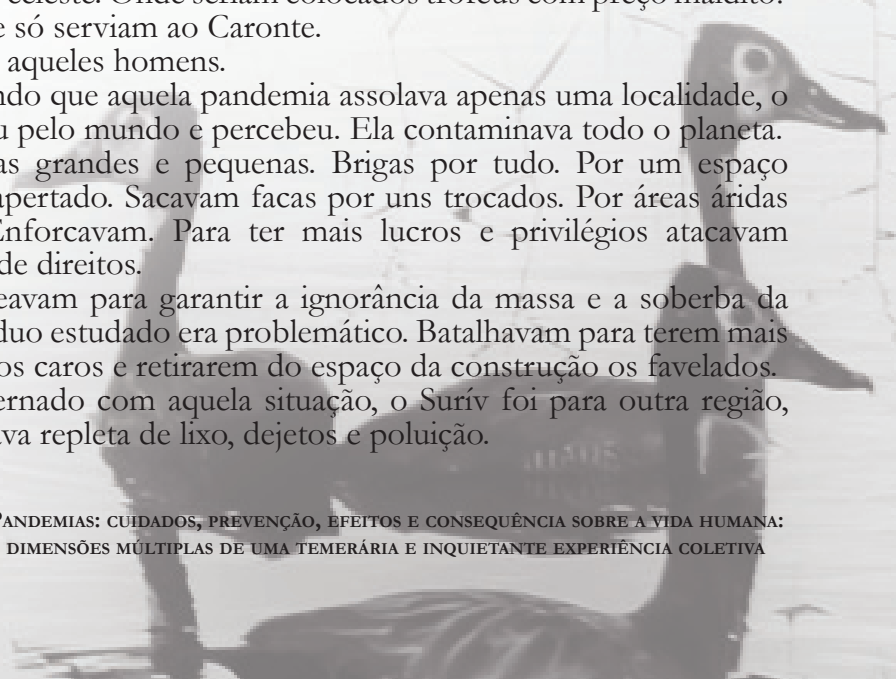 celeste. Onde seriam colocados troféus com preço maldito.
e só serviam ao Caronte.
aqueles homens.
ndo que aquela pandemia assolava apenas uma localidade, o
u pelo mundo e percebeu. Ela contaminava todo o planeta.
as grandes e pequenas. Brigas por tudo. Por um espaço
apertado. Sacavam facas por uns trocados. Por áreas áridas
Enforcavam. Para ter mais lucros e privilégios atacavam
de direitos.
eavam para garantir a ignorância da massa e a soberba da
duo estudado era problemático. Batalhavam para terem mais
os caros e retirarem do espaço da construção os favelados.
ernado com aquela situação, o Surív foi para outra região,
ava repleta de lixo, dejetos e poluição.
Pandemias: cuidados, prevenção, efeitos e consequência sobre a vida humana:
dimensões múltiplas de uma temerária e inquietante experiência coletiva